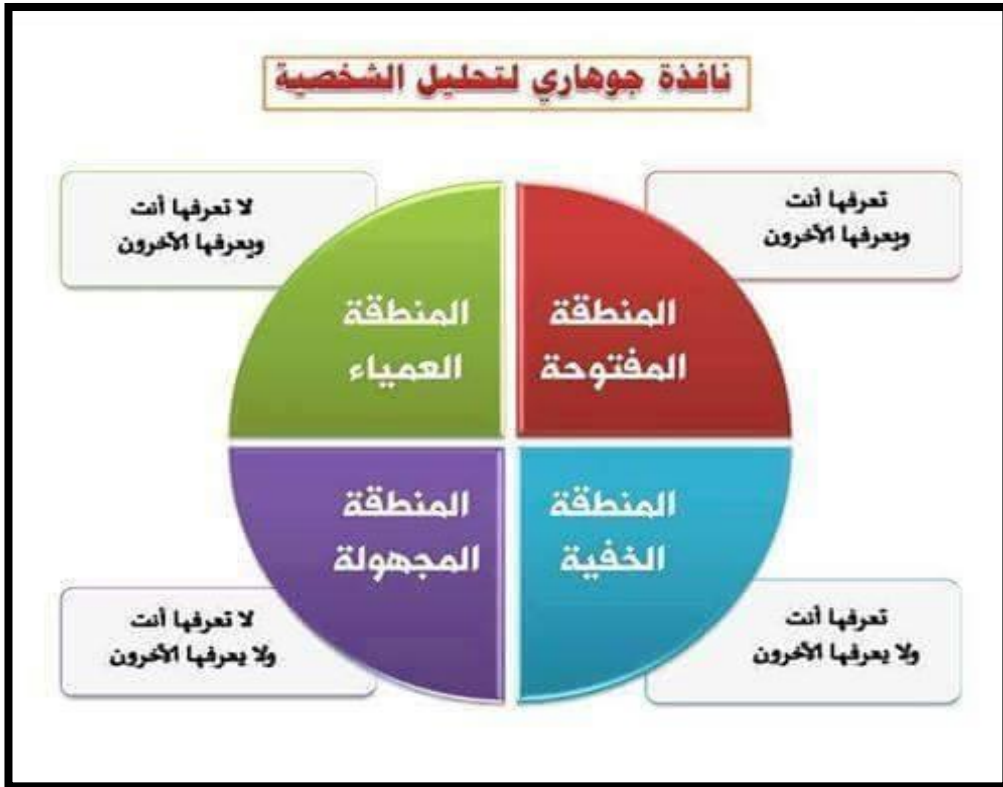 نافذة جوهاري لتحليل الشخصية
تعرفها أنت
ويعرفها الآخرون
المنطقة
المفتوحة
لا تعرفها أنت
ويعرفها الآخرون
المنطقة
العمياء
المنطقة
الخفية
تعرفها أنت
ولا يعرفها الآخرون
المنطقة
المجهولة
لا تعرفها أنت
ولا يعرفها الآخرون